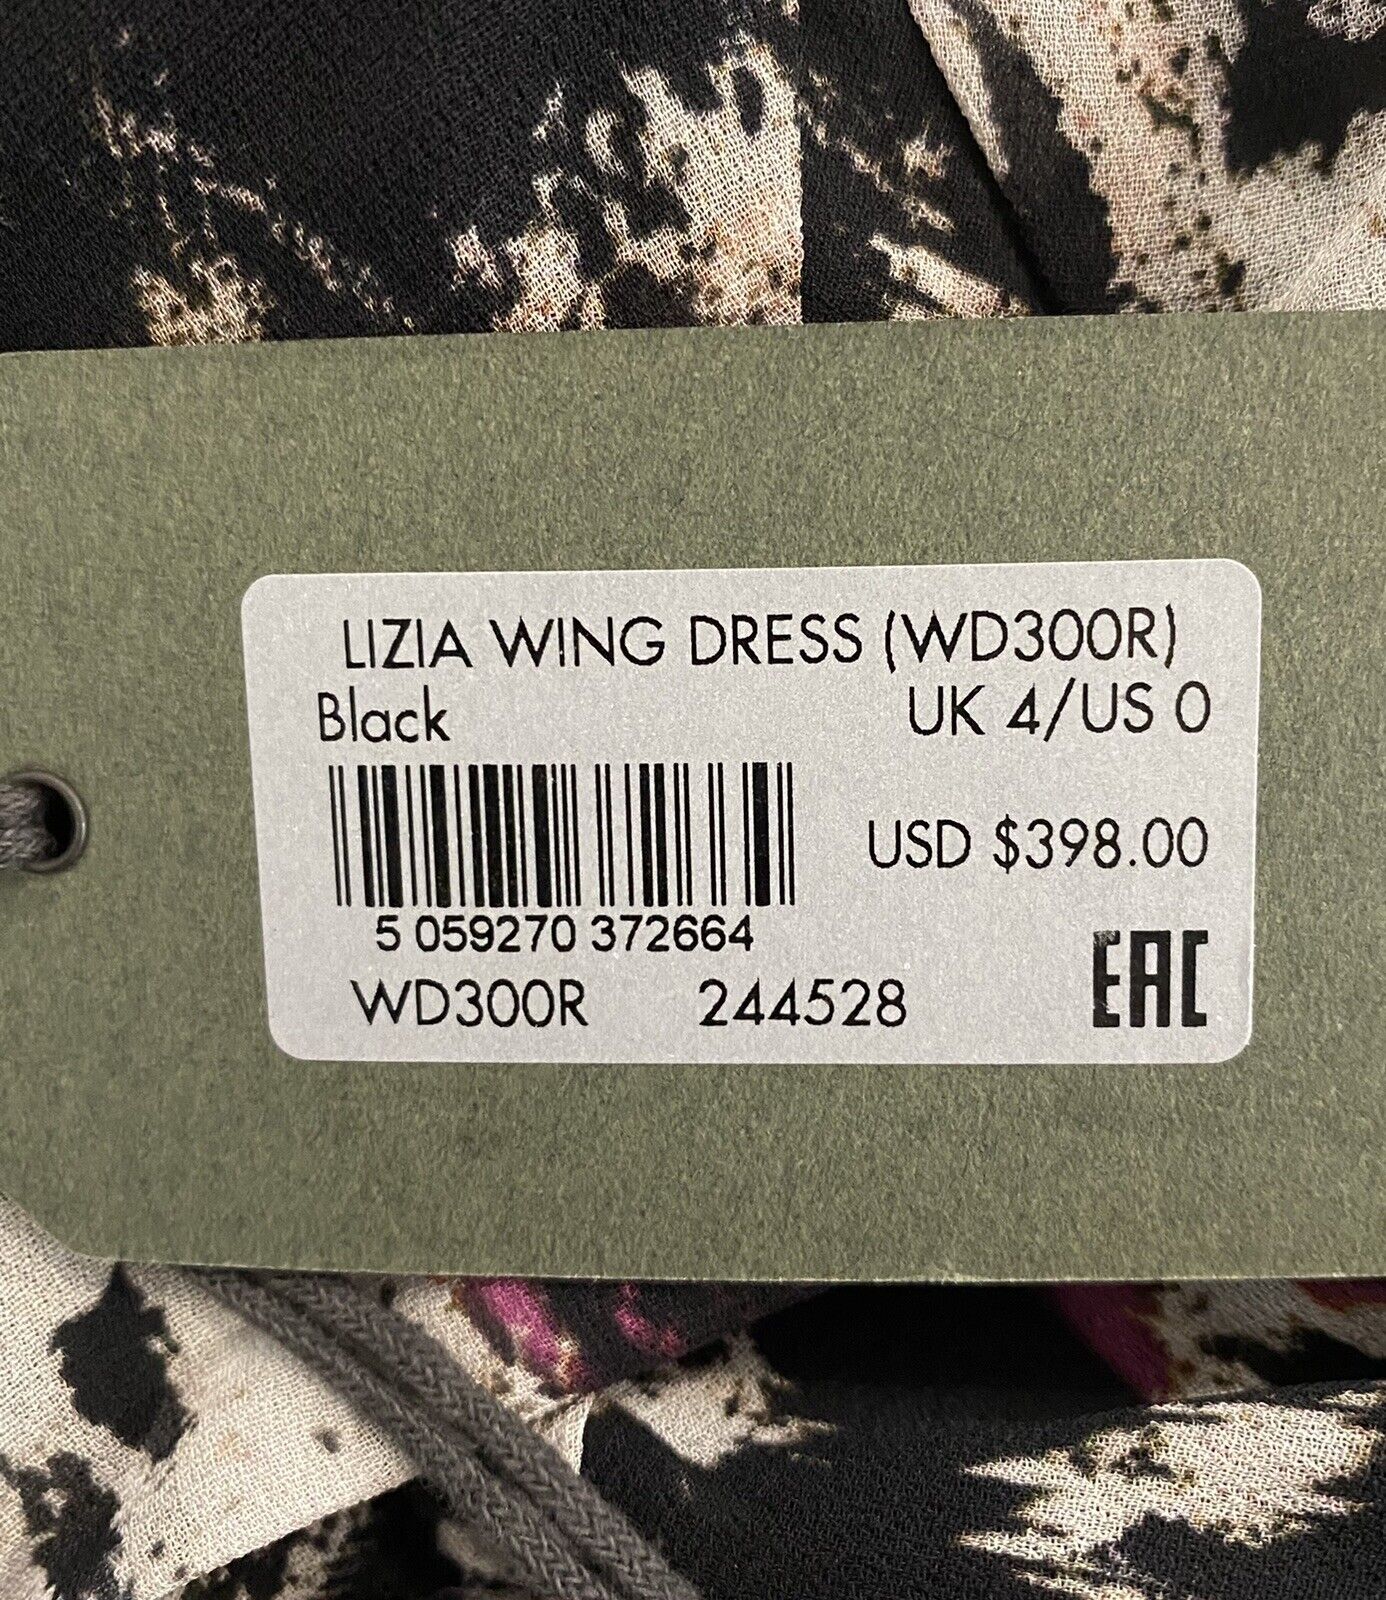 LIZIA WING DRESS (WD300R)
Black UK 4/US 0
USD $398.00
5 059270 372664
WD300R 244528 EAC